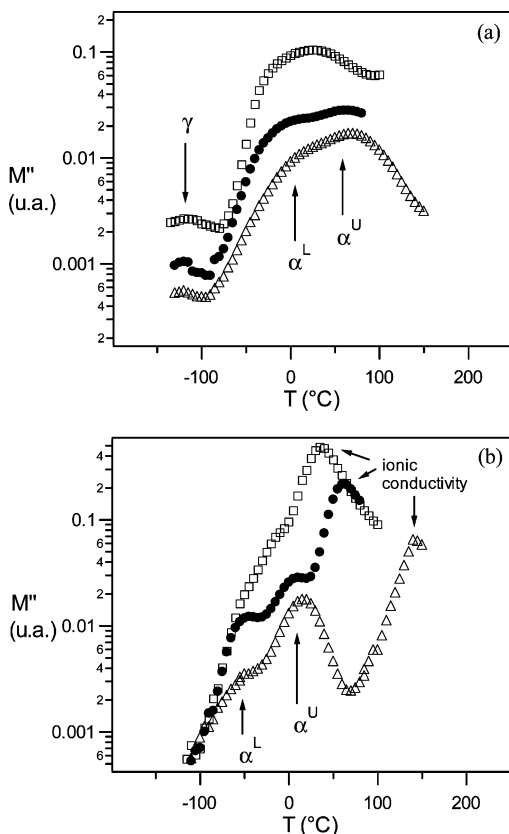 (a)
0.1
6
4
2
0.01
6
4
2
0.001
6
4
2
M"
(u.a.)
γ
α^L
α^U
-100
0
100
200
T (°C)
(b)
4
2
0.1
6
4
2
0.01
6
4
2
0.001
6
M"
(u.a.)
ionic
conductivity
α^L
α^U
-100
0
100
200
T (°C)